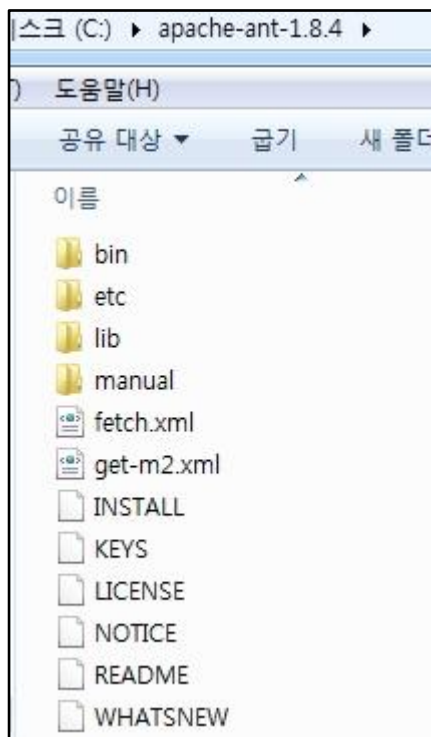 스크 (C:) ▸ apache-ant-1.8.4 ▸
) 도움말(H)
공유 대상 ▼ 굽기 새 폴더
이름
bin
etc
lib
manual
fetch.xml
get-m2.xml
INSTALL
KEYS
LICENSE
NOTICE
README
WHATSNEW